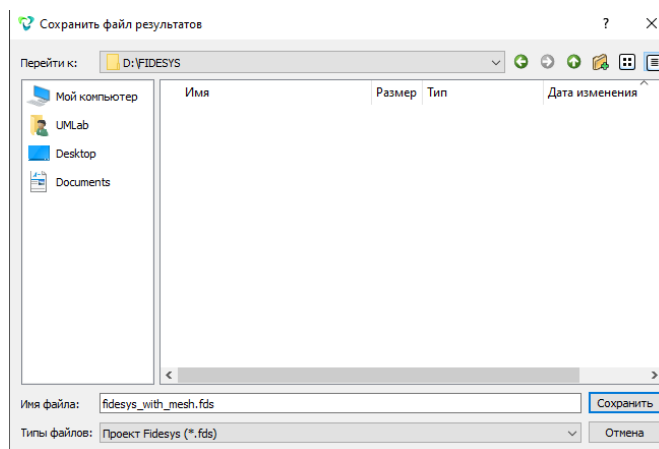 Сохранить файл результатов
Перейти к: D:\FIDESYS
Имя Размер Тип Дата изменения
Мой компьютер
UMLab
Desktop
Documents
Имя файла: fidesys_with_mesh.fds Сохранить
Типы файлов: Проект Fidesys (*.fds) Отмена